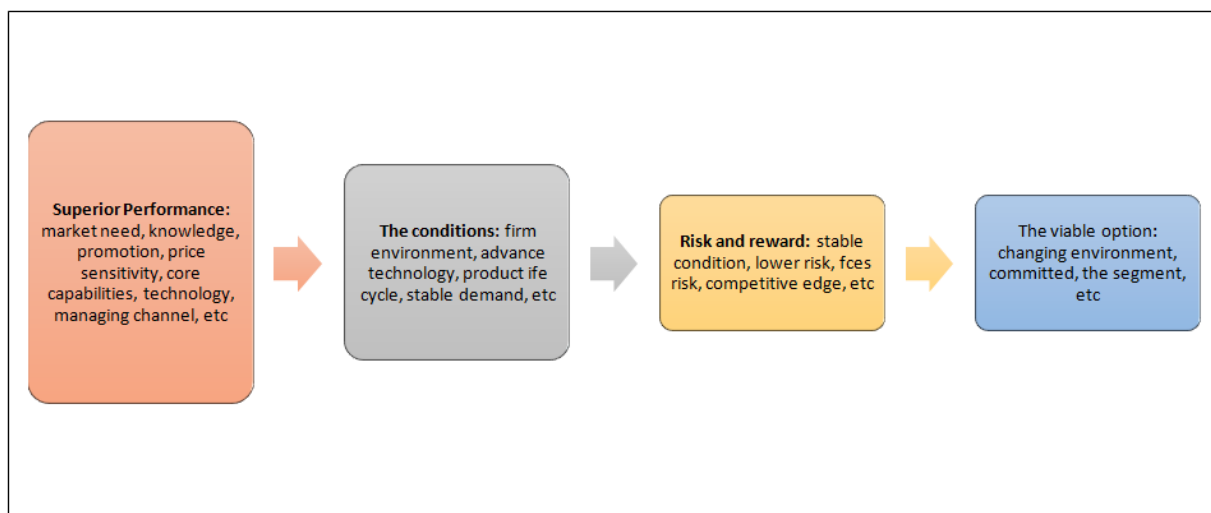 Superior Performance:
market need, knowledge,
promotion, price
sensitivity, core
capabilities, technology,
managing channel, etc
The conditions: firm
environment, advance
technology, product ife
cycle, stable demand, etc
Risk and reward: stable
condition, lower risk, fces
risk, competitive edge, etc
The viable option:
changing environment,
committed, the segment,
etc